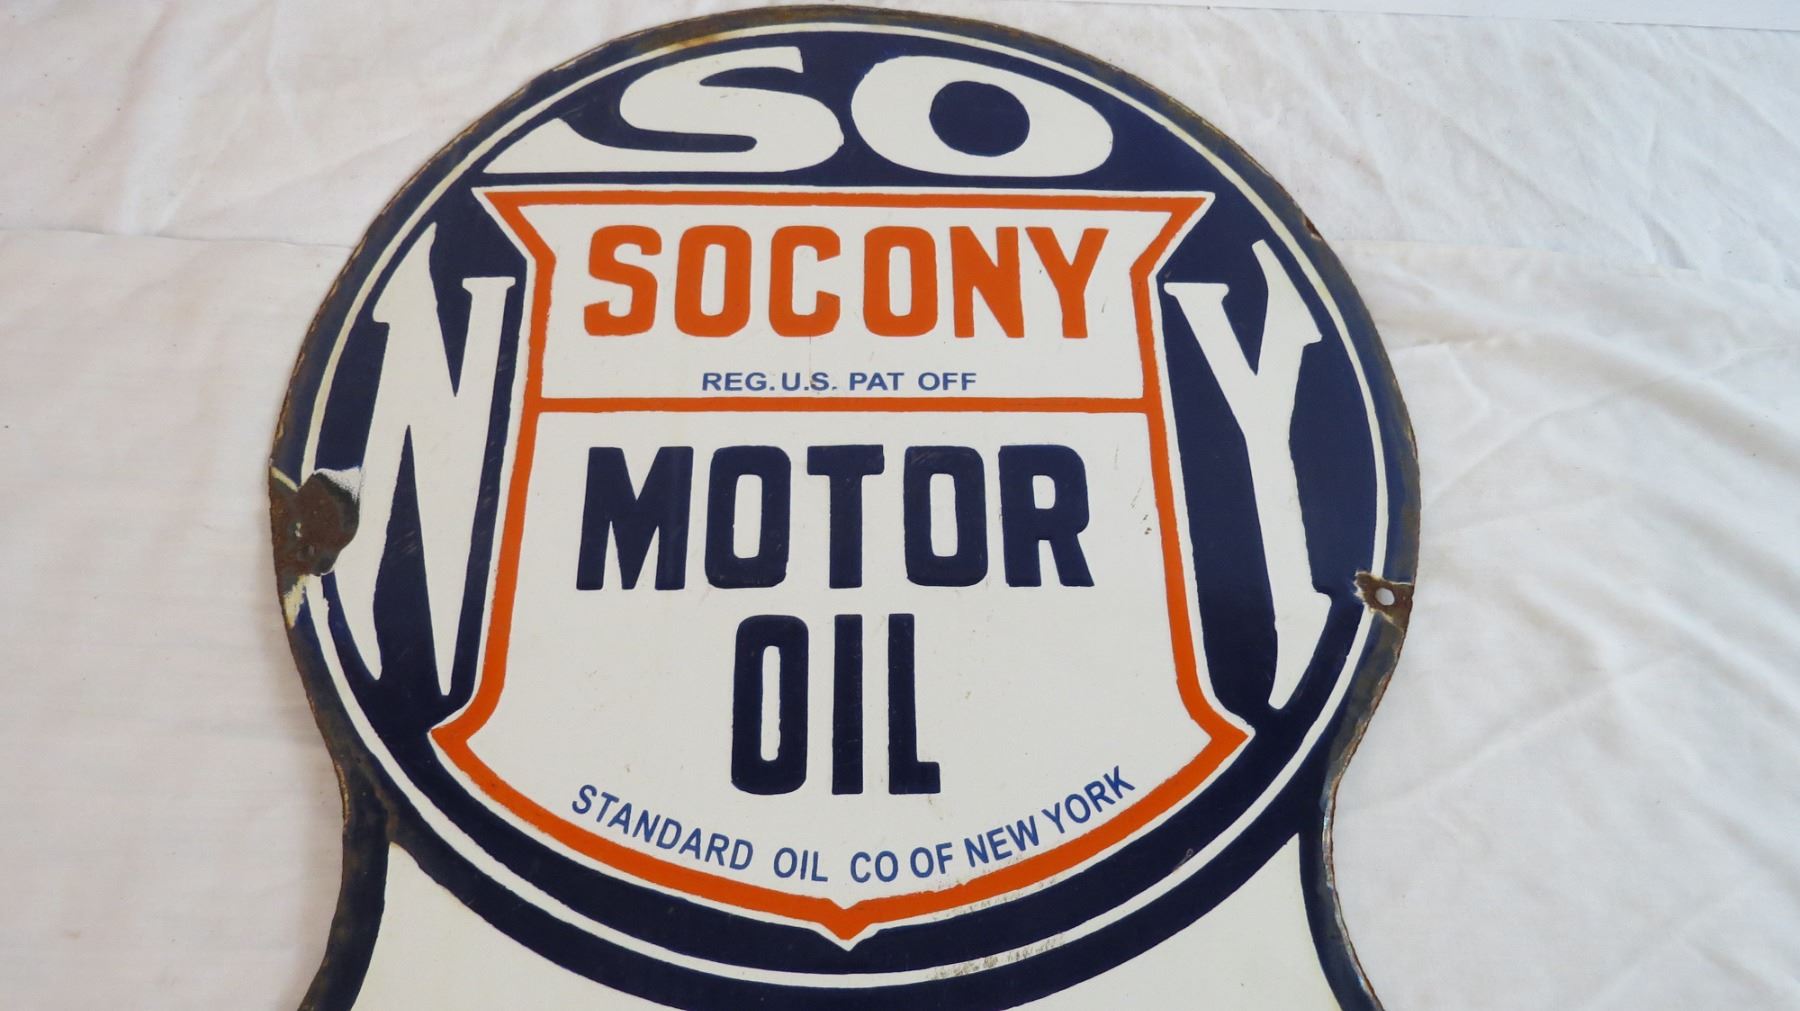 SO
N Y
SOCONY
REG. U.S. PAT OFF
MOTOR
OIL
STANDARD OIL CO OF NEW YORK